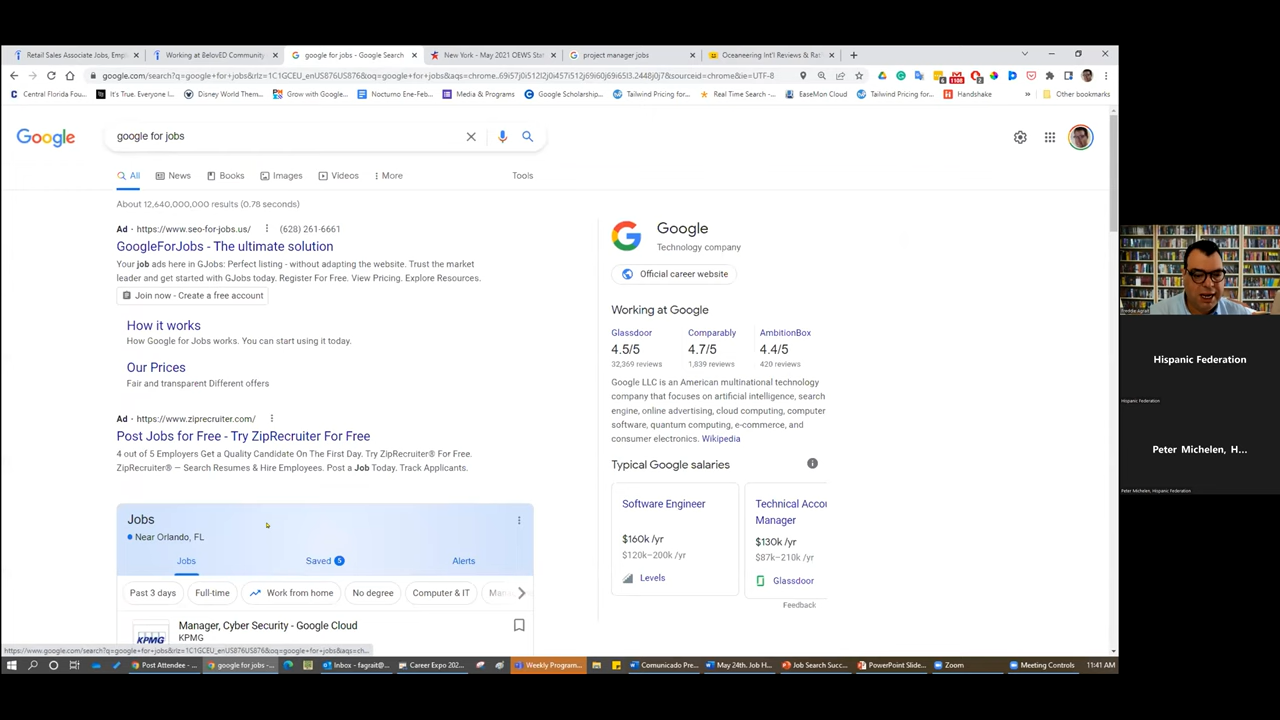 Retail Sales Associate Jobs, Empl
Working at BelovED Community
google for jobs - Google Search
New York - May 2021 OEWS Stat
project manager jobs
Oceaneering Int'l Reviews & Rat
Central Florida Fou...
It's True. Everyone I...
Disney World Them...
Grow with Google...
Nocturno Ene-Feb...
Media & Programs
Google Scholarship...
Tailwind Pricing for...
Real Time Search -...
EaseMon Cloud
Tailwind Pricing for...
Handshake
Other bookmarks
Google
google for jobs
All
News
Books
Images
Videos
More
Tools
About 12,640,000,000 results (0.78 seconds)
Ad · https://www.seo-for-jobs.us/ (628) 261-6661
GoogleForJobs - The ultimate solution
Your job ads here in GJobs: Perfect listing - without adapting the website. Trust the market
leader and get started with GJobs today. Register For Free. View Pricing. Explore Resources.
Join now - Create a free account
How it works
How Google for Jobs works. You can start using it today.
Our Prices
Fair and transparent Different offers
Ad · https://www.ziprecruiter.com/
Post Jobs for Free - Try ZipRecruiter For Free
4 out of 5 Employers Get a Quality Candidate On The First Day. Try ZipRecruiter® For Free.
ZipRecruiter® — Search Resumes & Hire Employees. Post a Job Today. Track Applicants.
Jobs
Near Orlando, FL
Jobs
Saved 5
Alerts
Past 3 days
Full-time
Work from home
No degree
Computer & IT
Manager, Cyber Security - Google Cloud
KPMG
KPMG
Google
Technology company
Official career website
Working at Google
Glassdoor
Comparably
AmbitionBox
4.5/5
4.7/5
4.4/5
32,369 reviews
1,839 reviews
420 reviews
Google LLC is an American multinational technology
company that focuses on artificial intelligence, search
engine, online advertising, cloud computing, computer
software, quantum computing, e-commerce, and
consumer electronics. Wikipedia
Typical Google salaries
Software Engineer
$160k /yr
$120k–200k /yr
Levels
Technical Accou
Manager
$130k /yr
$87k–210k /yr
Glassdoor
Feedback
Post Attendee - ...
google for jobs -...
Inbox - fagrait@...
Career Expo 202...
Weekly Program...
Comunicado Pre...
May 24th. Job H...
Job Search Succ...
PowerPoint Slide...
Zoom
Meeting Controls
11:41 AM
Hispanic Federation
Hispanic Federation
Peter Michelen, H...
Peter Michelen, Hispanic Federation